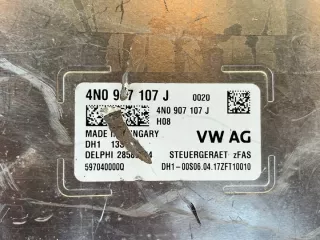 4N0 907 107 J 0020
4N0 907 107 J
H08
MADE IN HUNGARY
VW AG
DH1
DELPHI
STEUERGERAET zFAS
597040000Q
DH1-00S06.04.17ZFT10010